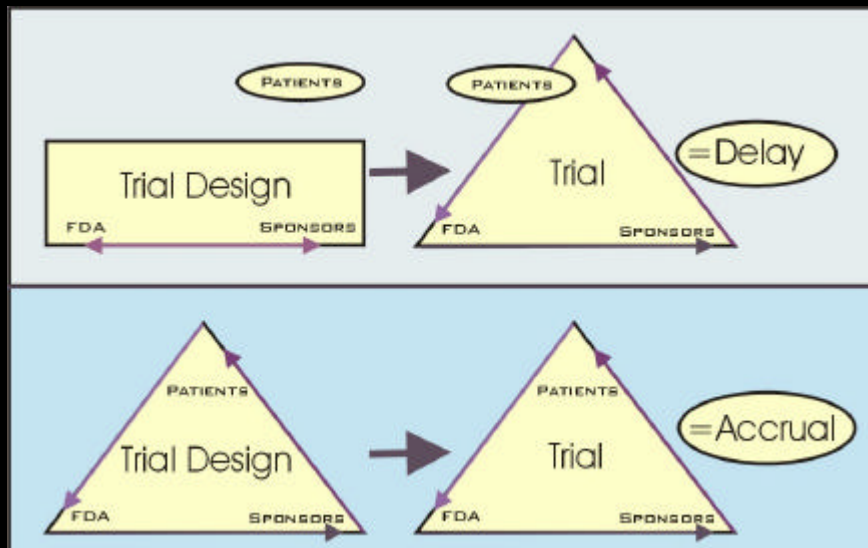 PATIENTS
PATIENTS
Trial Design
Trial
=Delay
FDA
SPONSORS
FDA
SPONSORS
PATIENTS
PATIENTS
=Accrual
Trial Design
Trial
FDA
SPONSORS
FDA
SPONSORS